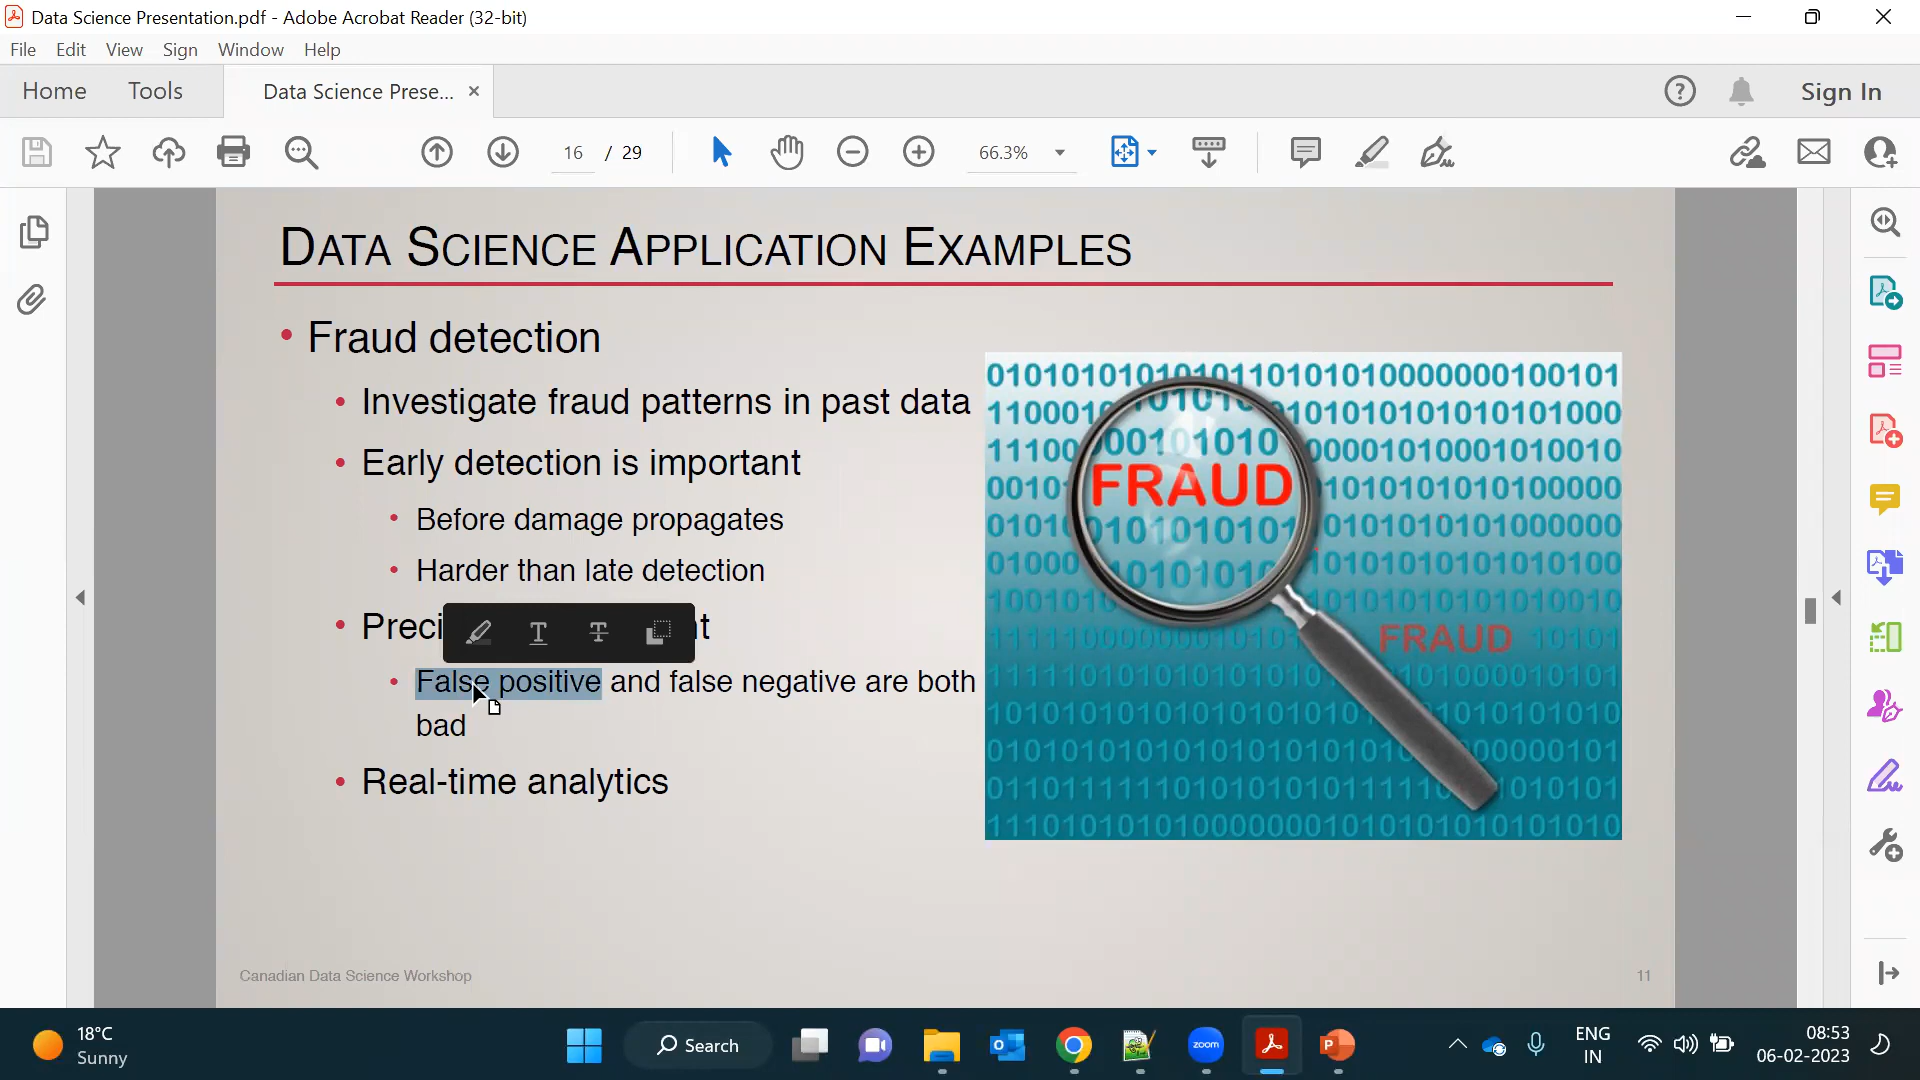 Data Science Presentation.pdf - Adobe Acrobat Reader (32-bit)
File Edit View Sign Window Help
Home Tools Data Science Prese... Sign In
16 / 29 66.3%
DATA SCIENCE APPLICATION EXAMPLES
• Fraud detection
• Investigate fraud patterns in past data
• Early detection is important
• Before damage propagates
• Harder than late detection
• Preci
• False positive and false negative are both
bad
• Real-time analytics
FRAUD
FRAUD
Canadian Data Science Workshop
11
18°C
Sunny
Search
zoom
ENG
IN
08:53
06-02-2023